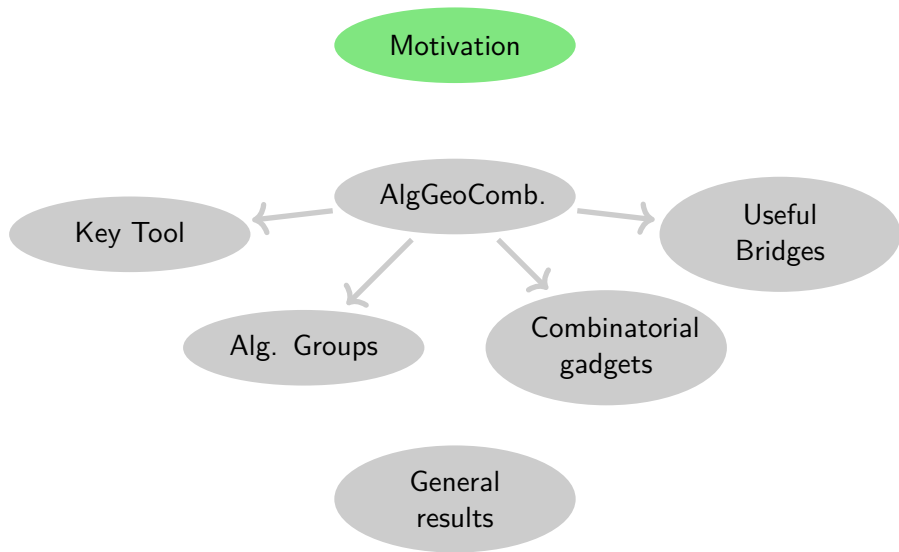 Motivation
AlgGeoComb.
Key Tool
Useful
Bridges
Alg. Groups
Combinatorial
gadgets
General
results